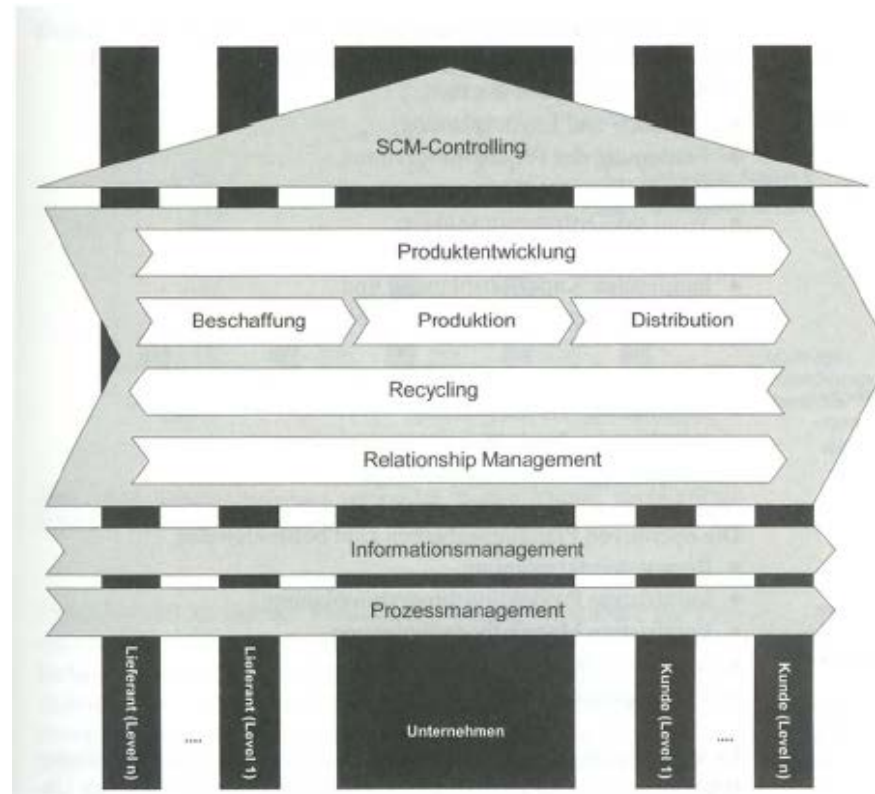 SCM-Controlling
Produktentwicklung
Beschaffung
Produktion
Distribution
Recycling
Relationship Management
Informationsmanagement
Prozessmanagement
Lieferant (Level n)
....
Lieferant (Level 1)
Unternehmen
Kunde (Level 1)
....
Kunde (Level n)